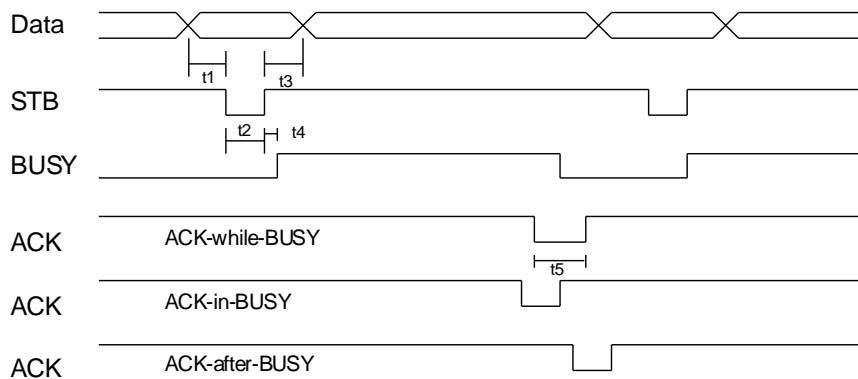 Data
t1
t3
STB
t2
t4
BUSY
ACK
ACK-while-BUSY
t5
ACK
ACK-in-BUSY
ACK
ACK-after-BUSY